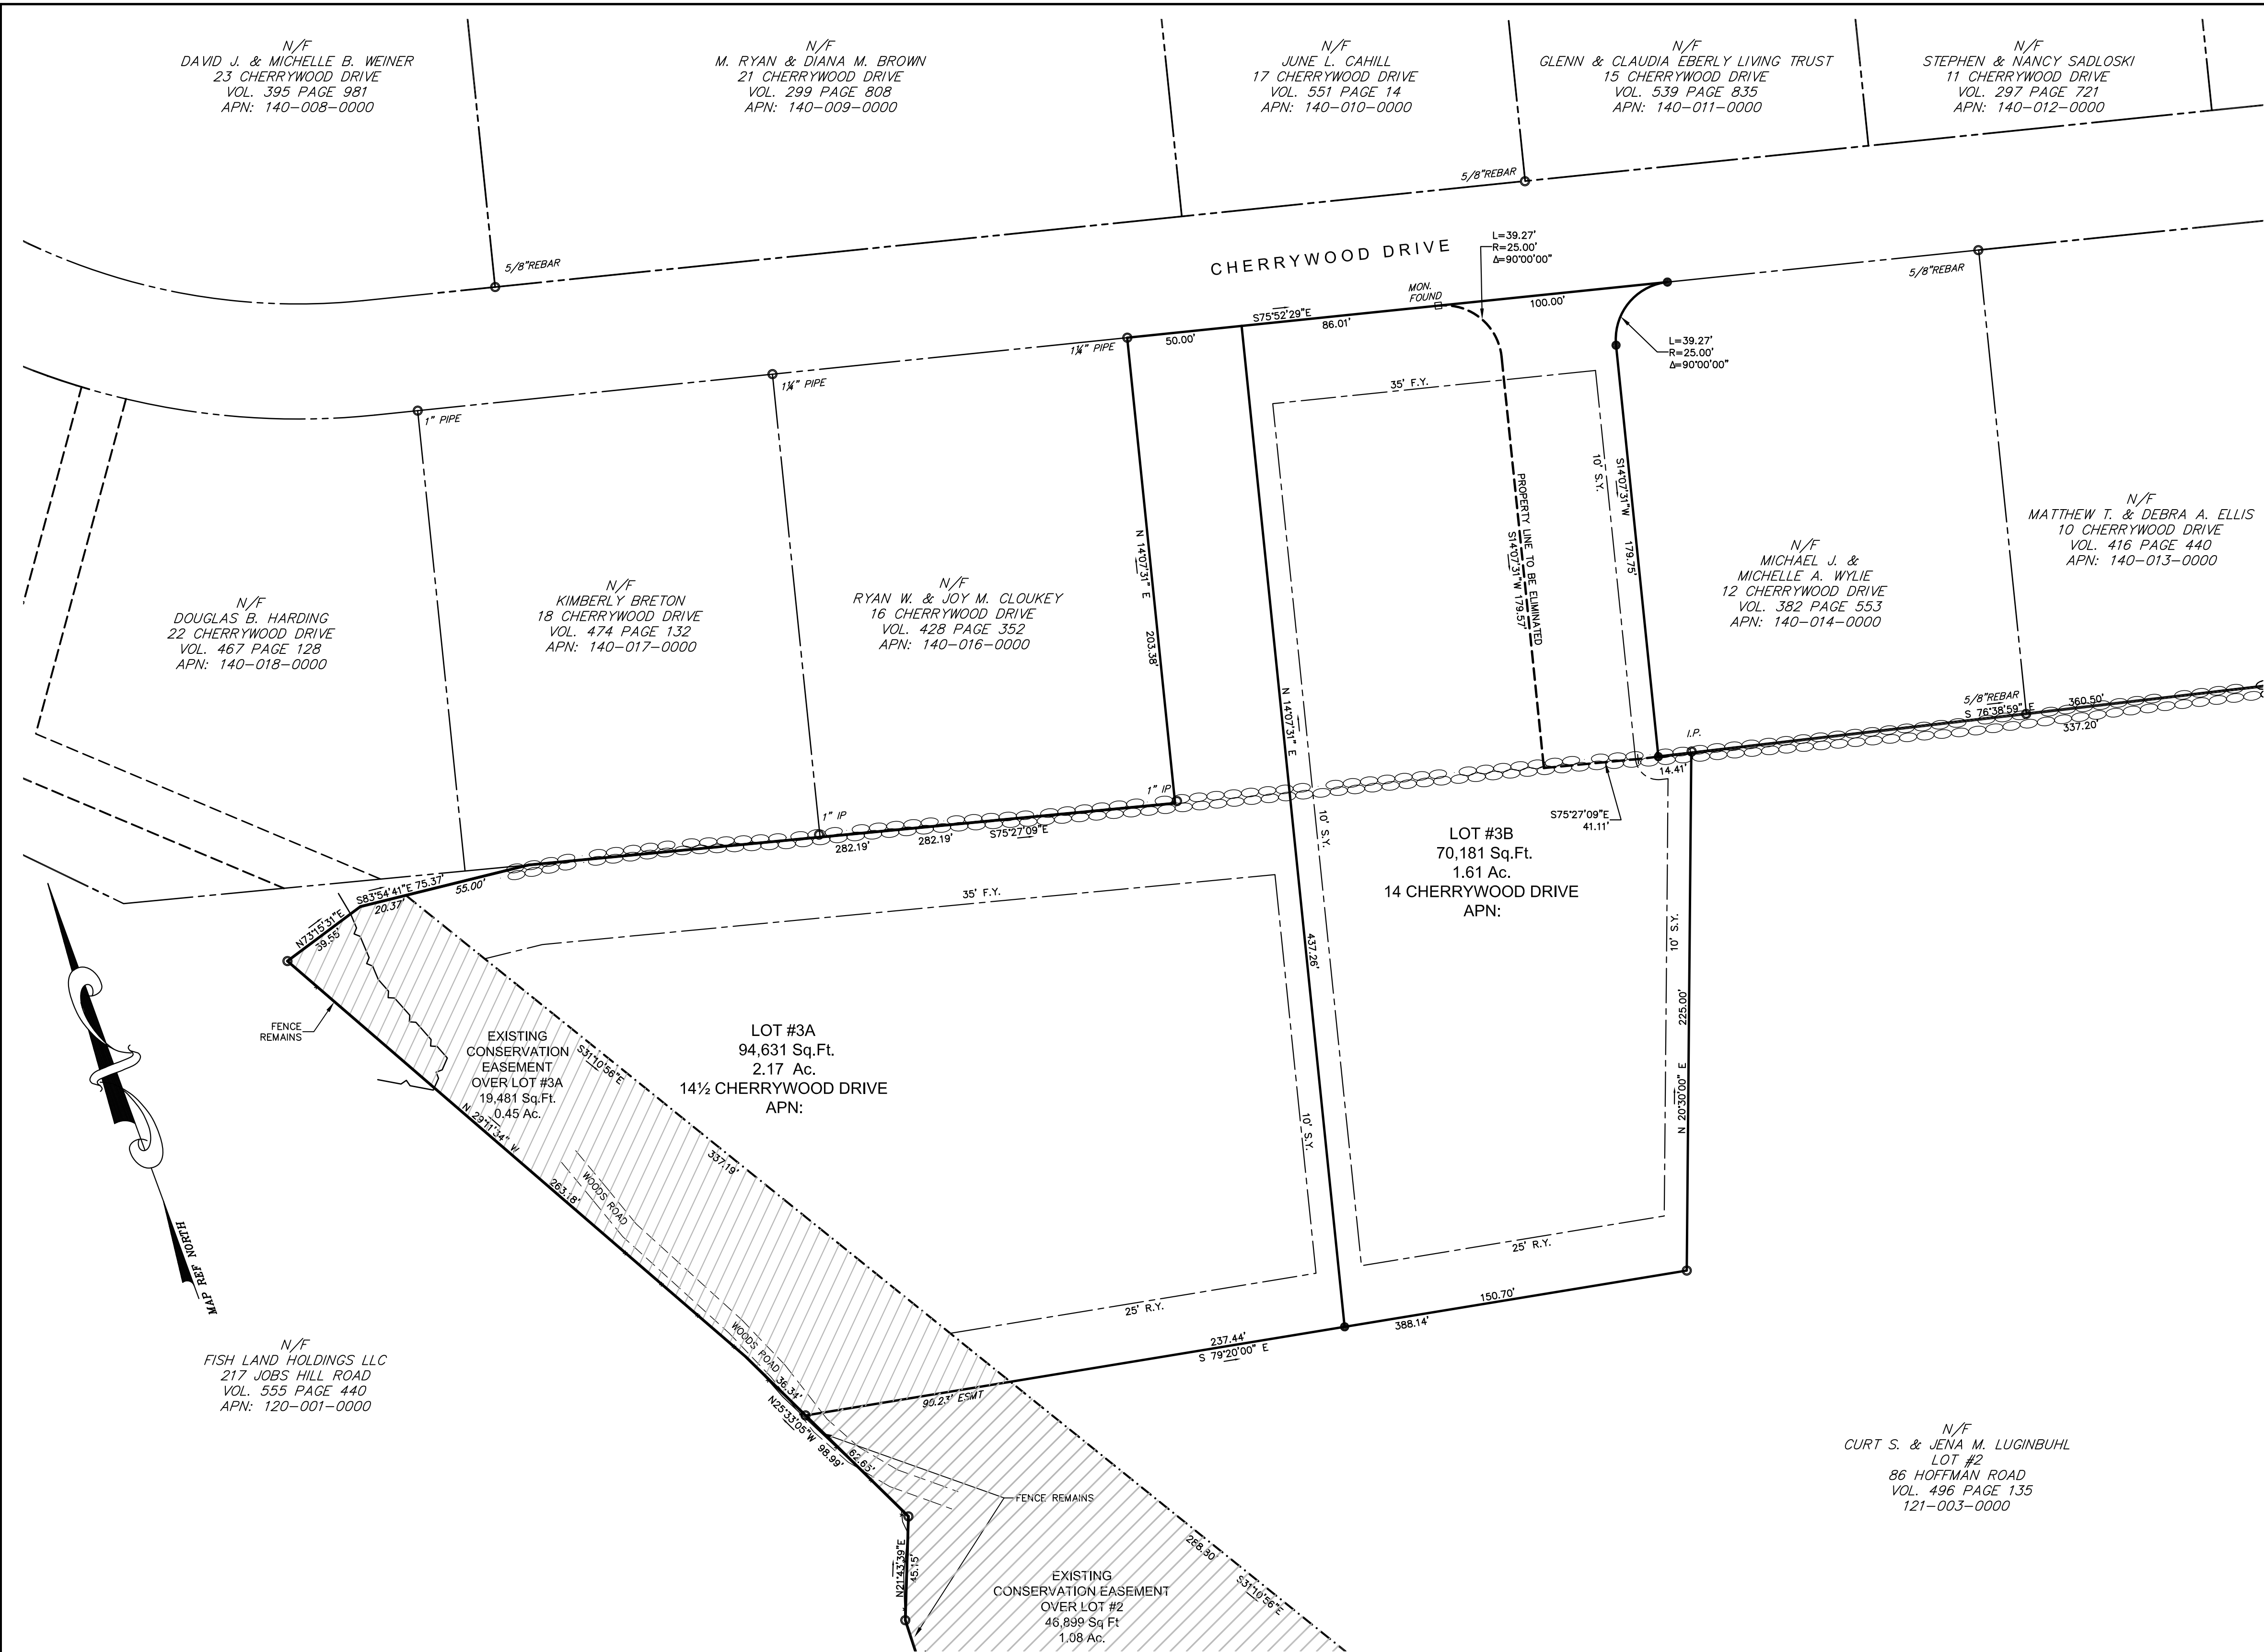 N/F
DAVID J. & MICHELLE B. WEINER
23 CHERRYWOOD DRIVE
VOL. 395 PAGE 981
APN: 140-008-0000
N/F
M. RYAN & DIANA M. BROWN
21 CHERRYWOOD DRIVE
VOL. 299 PAGE 808
APN: 140-009-0000
N/F
JUNE L. CAHILL
17 CHERRYWOOD DRIVE
VOL. 551 PAGE 14
APN: 140-010-0000
N/F
GLENN & CLAUDIA EBERLY LIVING TRUST
15 CHERRYWOOD DRIVE
VOL. 539 PAGE 835
APN: 140-011-0000
N/F
STEPHEN & NANCY SADLOSKI
11 CHERRYWOOD DRIVE
VOL. 297 PAGE 721
APN: 140-012-0000
5/8"REBAR
5/8"REBAR
CHERRYWOOD DRIVE
L=39.27'
R=25.00'
Δ=90°00'00"
MON.
FOUND
100.00'
5/8"REBAR
S75°52'29"E
86.01'
50.00'
1¼" PIPE
L=39.27'
R=25.00'
Δ=90°00'00"
1¼" PIPE
1" PIPE
35' F.Y.
10' S.Y.
S14°07'31"W
179.75'
PROPERTY LINE TO BE ELIMINATED
S14°07'31"W 179.57'
N 14°07'31" E
203.38'
N/F
MATTHEW T. & DEBRA A. ELLIS
10 CHERRYWOOD DRIVE
VOL. 416 PAGE 440
APN: 140-013-0000
N/F
MICHAEL J. &
MICHELLE A. WYLIE
12 CHERRYWOOD DRIVE
VOL. 382 PAGE 553
APN: 140-014-0000
N/F
DOUGLAS B. HARDING
22 CHERRYWOOD DRIVE
VOL. 467 PAGE 128
APN: 140-018-0000
N/F
KIMBERLY BRETON
18 CHERRYWOOD DRIVE
VOL. 474 PAGE 132
APN: 140-017-0000
N/F
RYAN W. & JOY M. CLOUKEY
16 CHERRYWOOD DRIVE
VOL. 428 PAGE 352
APN: 140-016-0000
N 14°07'31" E
437.26'
5/8"REBAR
S 76°38'59" E
360.50'
337.20'
I.P.
14.41'
S75°27'09"E
41.11'
1" IP
1" IP
282.19'
282.19'
S75°27'09"E
10' S.Y.
LOT #3B
70,181 Sq.Ft.
1.61 Ac.
14 CHERRYWOOD DRIVE
APN:
S83°54'41"E 75.37'
20.37'
55.00'
N73°15'31"E
39.55'
35' F.Y.
10' S.Y.
225.00'
N 20°30'00" E
FENCE
REMAINS
EXISTING
CONSERVATION
EASEMENT
OVER LOT #3A
19,481 Sq.Ft.
0.45 Ac.
S31°10'56"E
337.19'
LOT #3A
94,631 Sq.Ft.
2.17 Ac.
14½ CHERRYWOOD DRIVE
APN:
10' S.Y.
N 29°11'34" W
263.18'
WOODS ROAD
MAP REF NORTH
25' R.Y.
25' R.Y.
150.70'
388.14'
237.44'
S 79°20'00" E
WOODS ROAD
36.34'
90.23' ESMT
N25°33'05"W 98.99'
62.65'
N/F
FISH LAND HOLDINGS LLC
217 JOBS HILL ROAD
VOL. 555 PAGE 440
APN: 120-001-0000
N/F
CURT S. & JENA M. LUGINBUHL
LOT #2
86 HOFFMAN ROAD
VOL. 496 PAGE 135
121-003-0000
FENCE REMAINS
N21°43'39"E
45.15'
288.30'
S31°10'56"E
EXISTING
CONSERVATION EASEMENT
OVER LOT #2
46,899 Sq Ft
1.08 Ac.